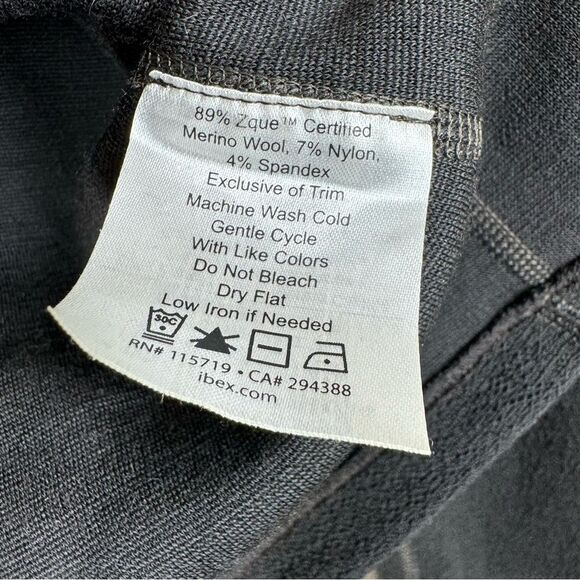 89% Zque™ Certified
Merino Wool, 7% Nylon,
4% Spandex
Exclusive of Trim
Machine Wash Cold
Gentle Cycle
With Like Colors
Do Not Bleach
Dry Flat
Low Iron if Needed
30C
RN# 115719 • CA# 294388
ibex.com